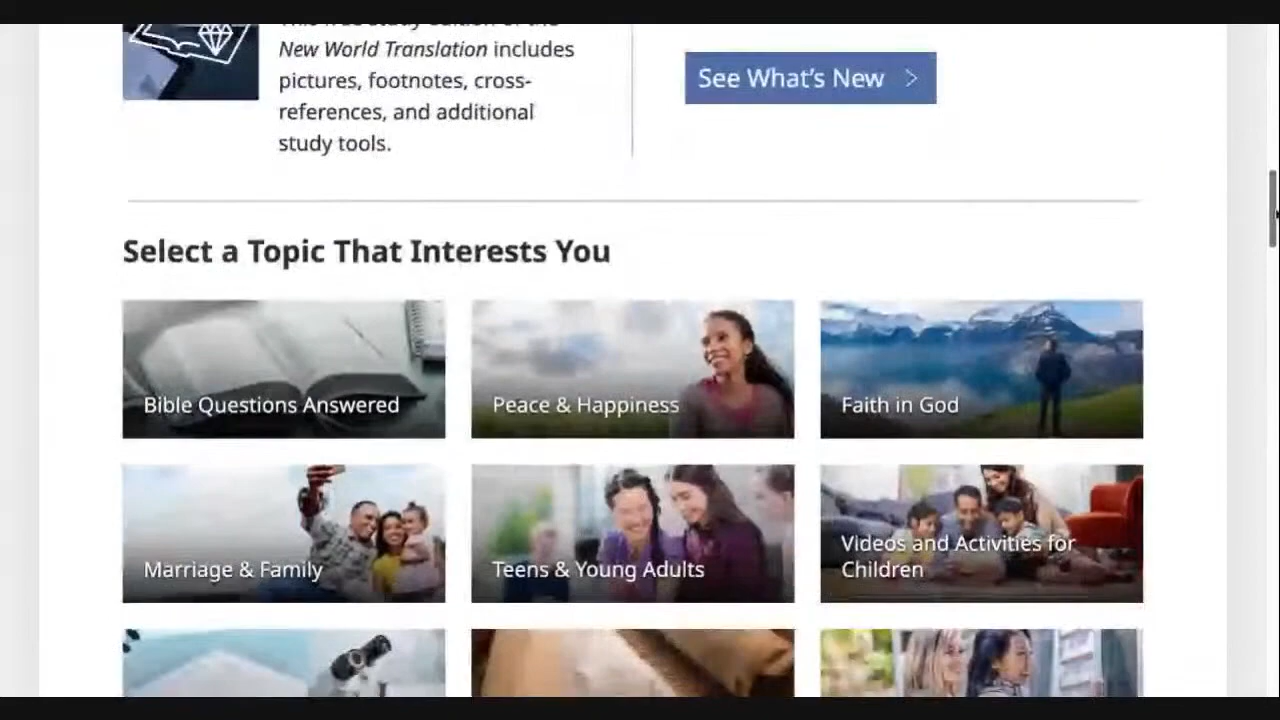 New World Translation includes
pictures, footnotes, cross-
references, and additional
study tools.
See What's New
Select a Topic That Interests You
Bible Questions Answered
Peace & Happiness
Faith in God
Marriage & Family
Teens & Young Adults
Videos and Activities for
Children